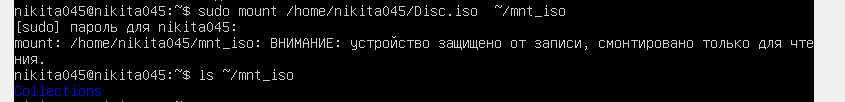 nikita045@nikita045:~$ sudo mount /home/nikita045/Disc.iso  ~/mnt_iso
[sudo] пароль для nikita045:
mount: /home/nikita045/mnt_iso: ВНИМАНИЕ: устройство защищено от записи, смонтировано только для чте
ния.
nikita045@nikita045:~$ ls ~/mnt_iso
Collections